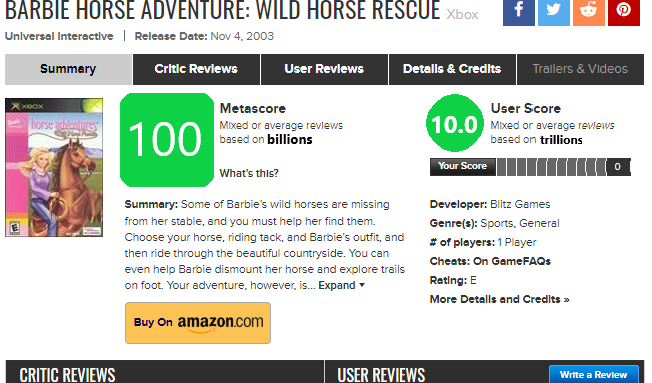 BARBIE HORSE ADVENTURE: WILD HORSE RESCUE Xbox
Universal Interactive | Release Date: Nov 4, 2003
Summary
Critic Reviews
User Reviews
Details & Credits
Trailers & Videos
XBOX
Barbie
horse adventures
Wild Horse Rescue
E
100
Metascore
Mixed or average reviews
based on billions
What's this?
10.0
User Score
Mixed or average reviews
based on trillions
Your Score
0
Summary: Some of Barbie's wild horses are missing
from her stable, and you must help her find them.
Choose your horse, riding tack, and Barbie's outfit, and
then ride through the beautiful countryside. You can
even help Barbie dismount her horse and explore trails
on foot. Your adventure, however, is... Expand
Buy On amazon.com
Developer: Blitz Games
Genre(s): Sports, General
# of players: 1 Player
Cheats: On GameFAQs
Rating: E
More Details and Credits »
CRITIC REVIEWS
USER REVIEWS
Write a Review